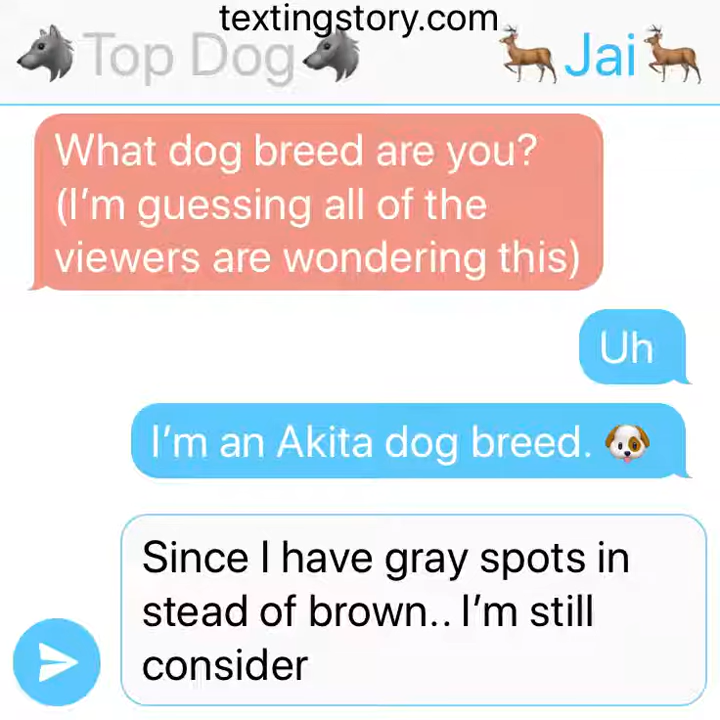 textingstory.com
Top Dog
Jai
What dog breed are you?
(I’m guessing all of the
viewers are wondering this)
Uh
I’m an Akita dog breed. 🐶
Since I have gray spots in
stead of brown.. I’m still
consider